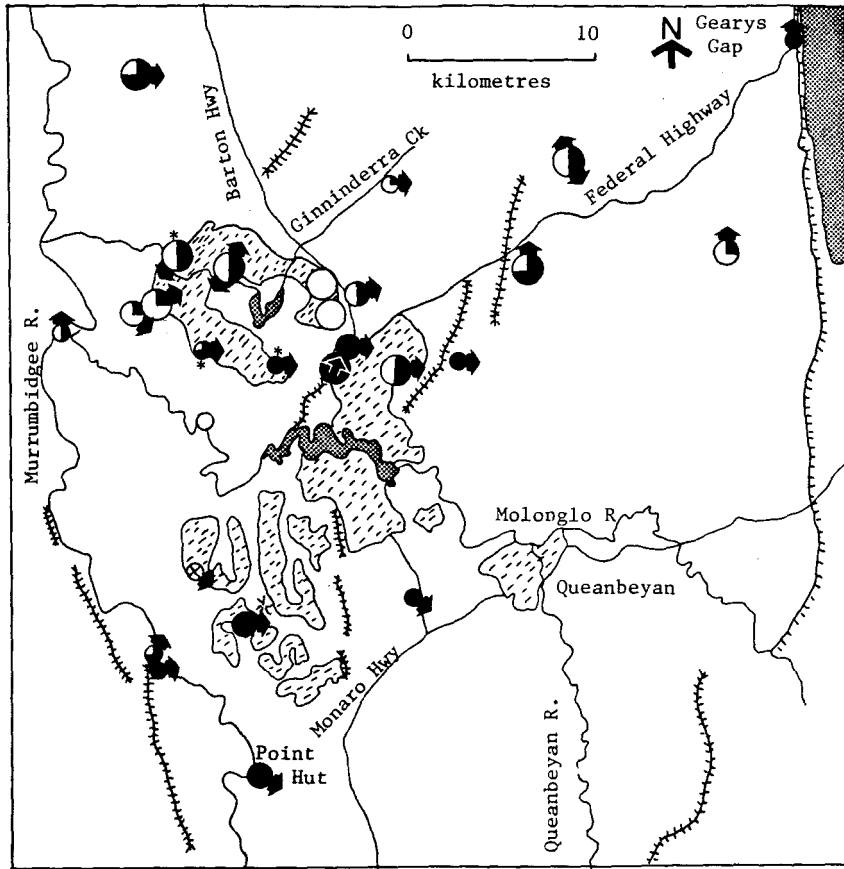 0 10
kilometres
N
Gearys
Gap
Barton Hwy
Ginninderra Ck
Federal Highway
Murrumbidgee R.
Molonglo R
Queanbeyan
Monaro Hwy
Queanbeyan R.
Point
Hut